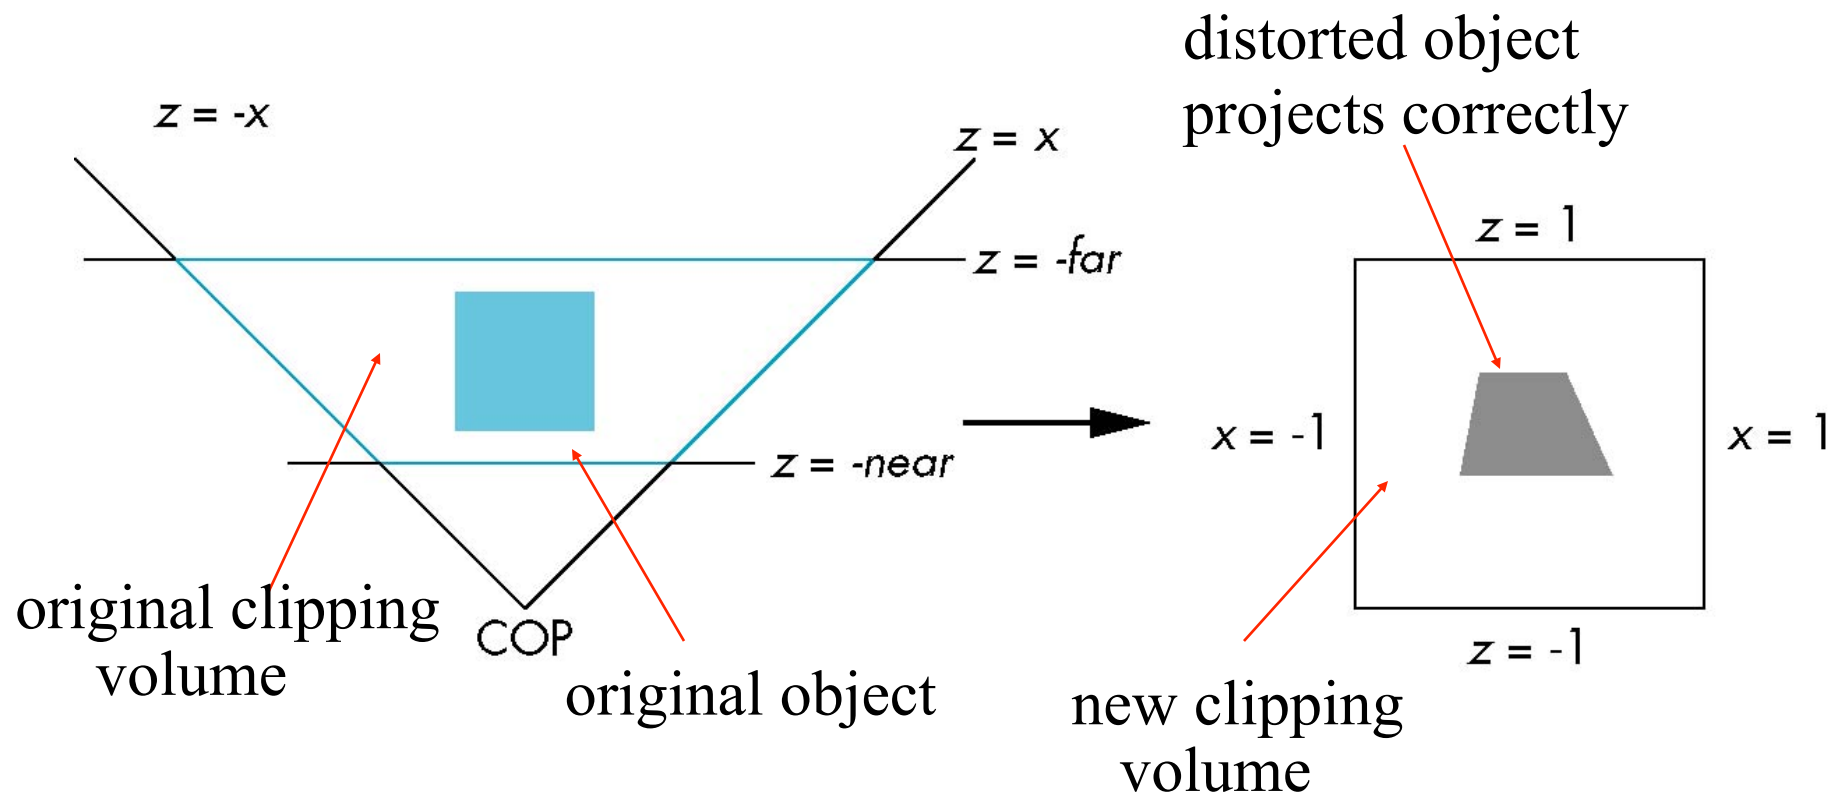 distorted object
projects correctly
z = -x
z = x
z = 1
z = -far
x = -1
x = 1
z = -near
original clipping
volume
COP
z = -1
original object
new clipping
volume